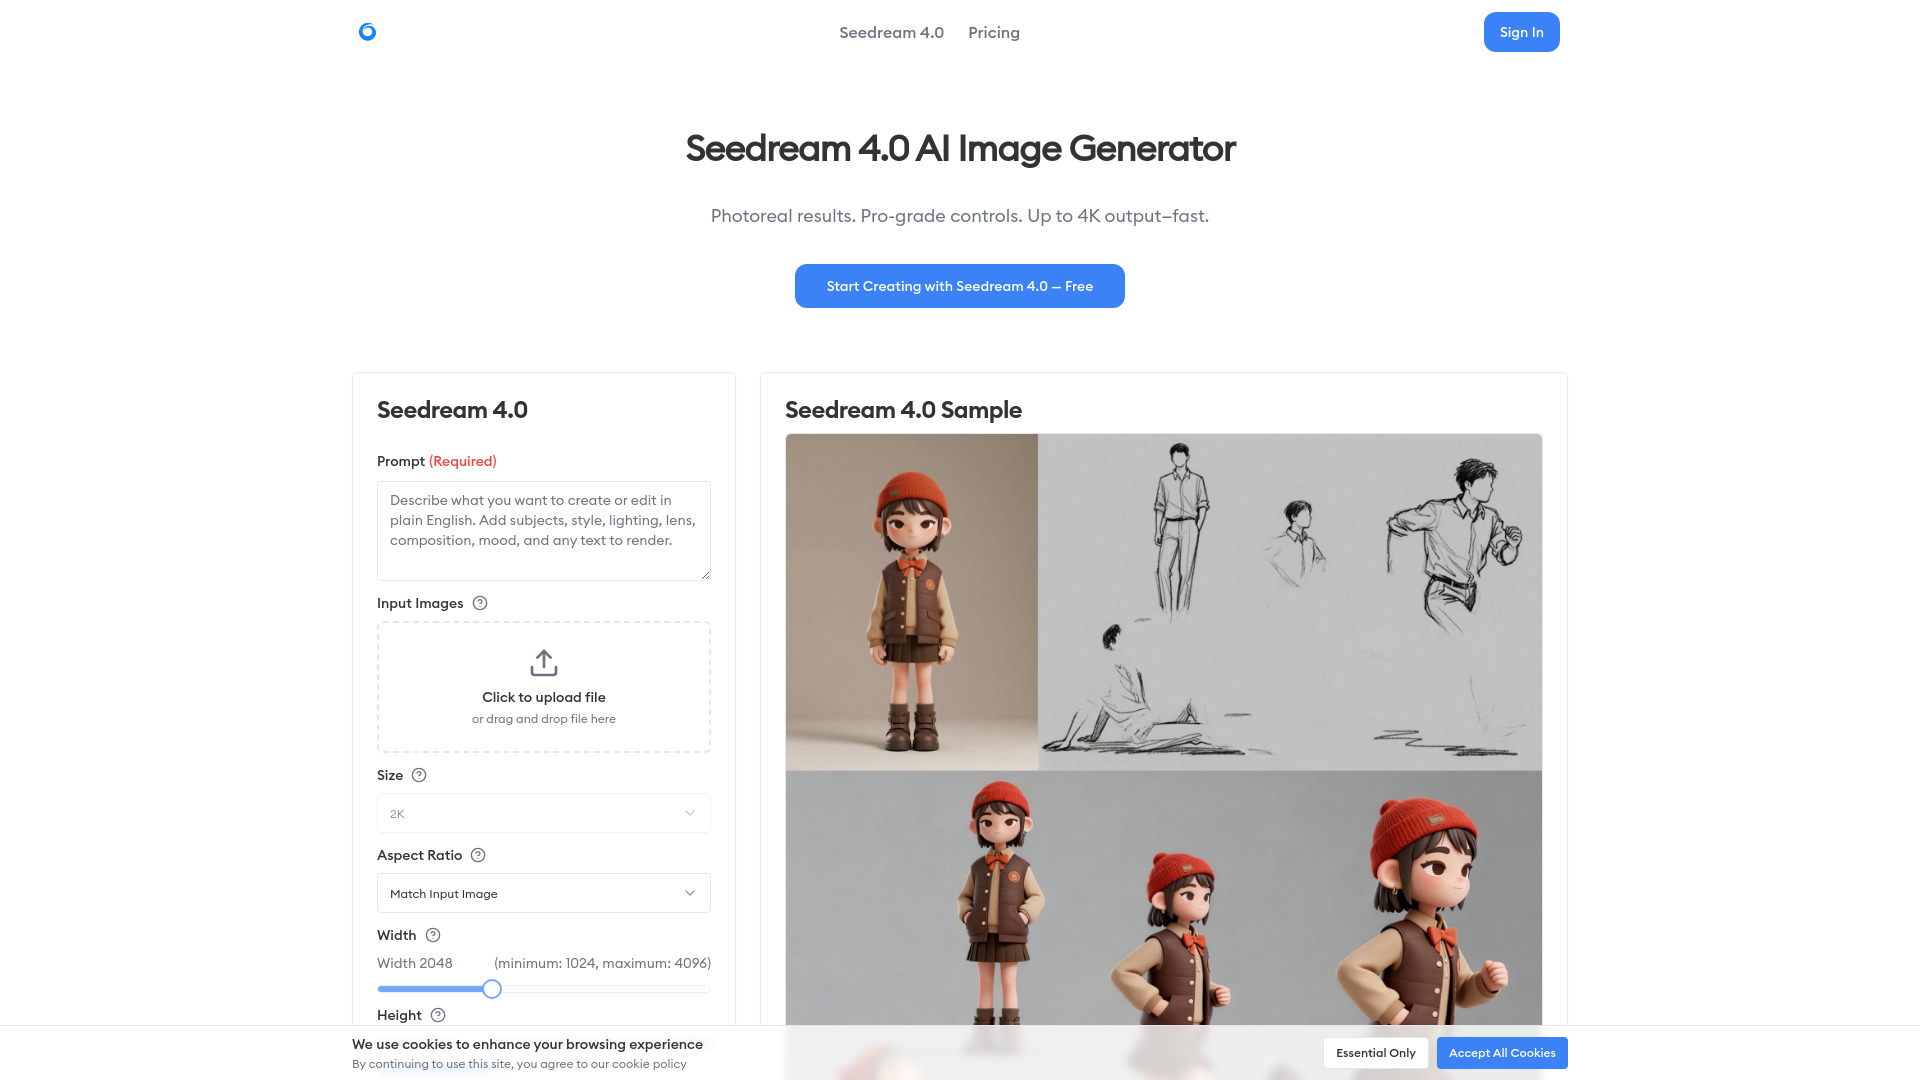 Seedream 4.0
Pricing
Sign In
Seedream 4.0 AI Image Generator
Photoreal results. Pro-grade controls. Up to 4K output—fast.
Start Creating with Seedream 4.0 — Free
Seedream 4.0
Prompt (Required)
Describe what you want to create or edit in
plain English. Add subjects, style, lighting, lens,
composition, mood, and any text to render.
Input Images
Click to upload file
or drag and drop file here
Size
2K
Aspect Ratio
Match Input Image
Width
Width 2048 (minimum: 1024, maximum: 4096)
Height
Seedream 4.0 Sample
We use cookies to enhance your browsing experience
By continuing to use this site, you agree to our cookie policy
Essential Only
Accept All Cookies